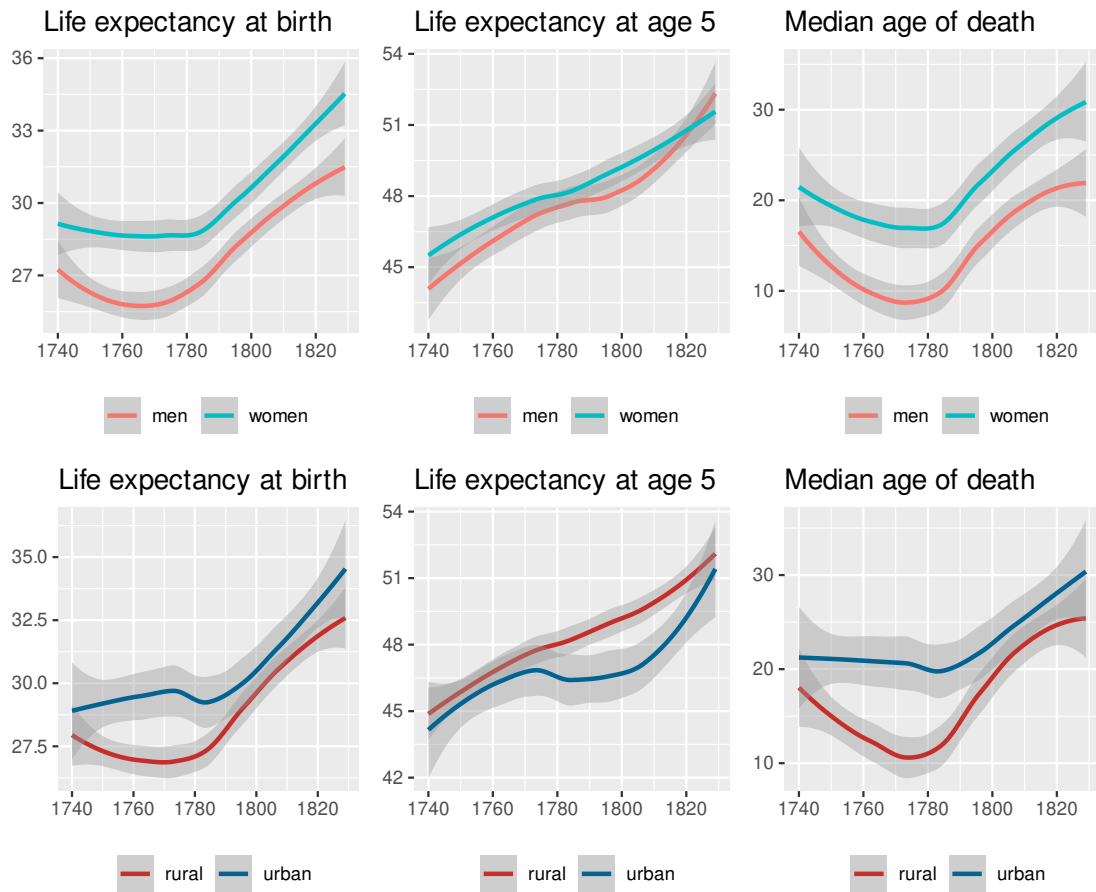 Life expectancy at birth
36
33
30
27
1740 1760 1780 1800 1820
men women
Life expectancy at age 5
54
51
48
45
1740 1760 1780 1800 1820
men women
Median age of death
30
20
10
1740 1760 1780 1800 1820
men women
Life expectancy at birth
35.0
32.5
30.0
27.5
1740 1760 1780 1800 1820
rural urban
Life expectancy at age 5
54
51
48
45
42
1740 1760 1780 1800 1820
rural urban
Median age of death
30
20
10
1740 1760 1780 1800 1820
rural urban